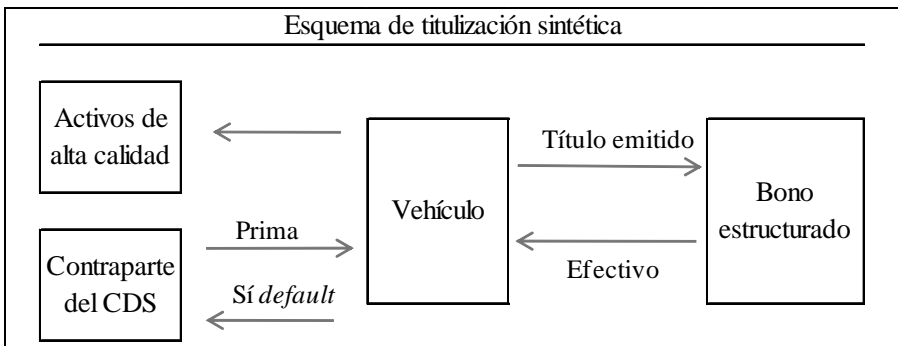 Esquema de titulización sintética
Activos de
alta calidad
Contraparte
del CDS
Prima
Sí default
Vehículo
Título emitido
Efectivo
Bono
estructurado